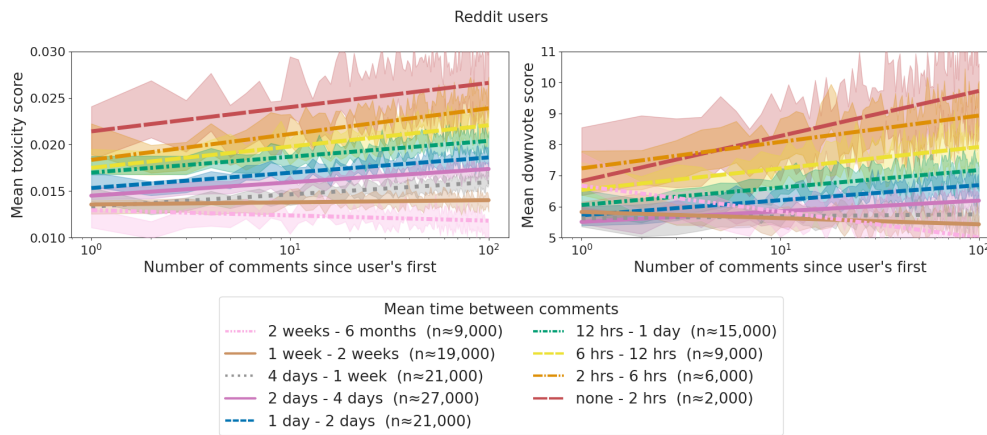 Reddit users
Mean toxicity score
0.030
0.025
0.020
0.015
0.010
10⁰
10¹
10²
Number of comments since user's first
Mean downvote score
11
10
9
8
7
6
5
10⁰
10¹
10²
Number of comments since user's first
Mean time between comments
2 weeks - 6 months (n≈9,000)
1 week - 2 weeks (n≈19,000)
4 days - 1 week (n≈21,000)
2 days - 4 days (n≈27,000)
1 day - 2 days (n≈21,000)
12 hrs - 1 day (n≈15,000)
6 hrs - 12 hrs (n≈9,000)
2 hrs - 6 hrs (n≈6,000)
none - 2 hrs (n≈2,000)